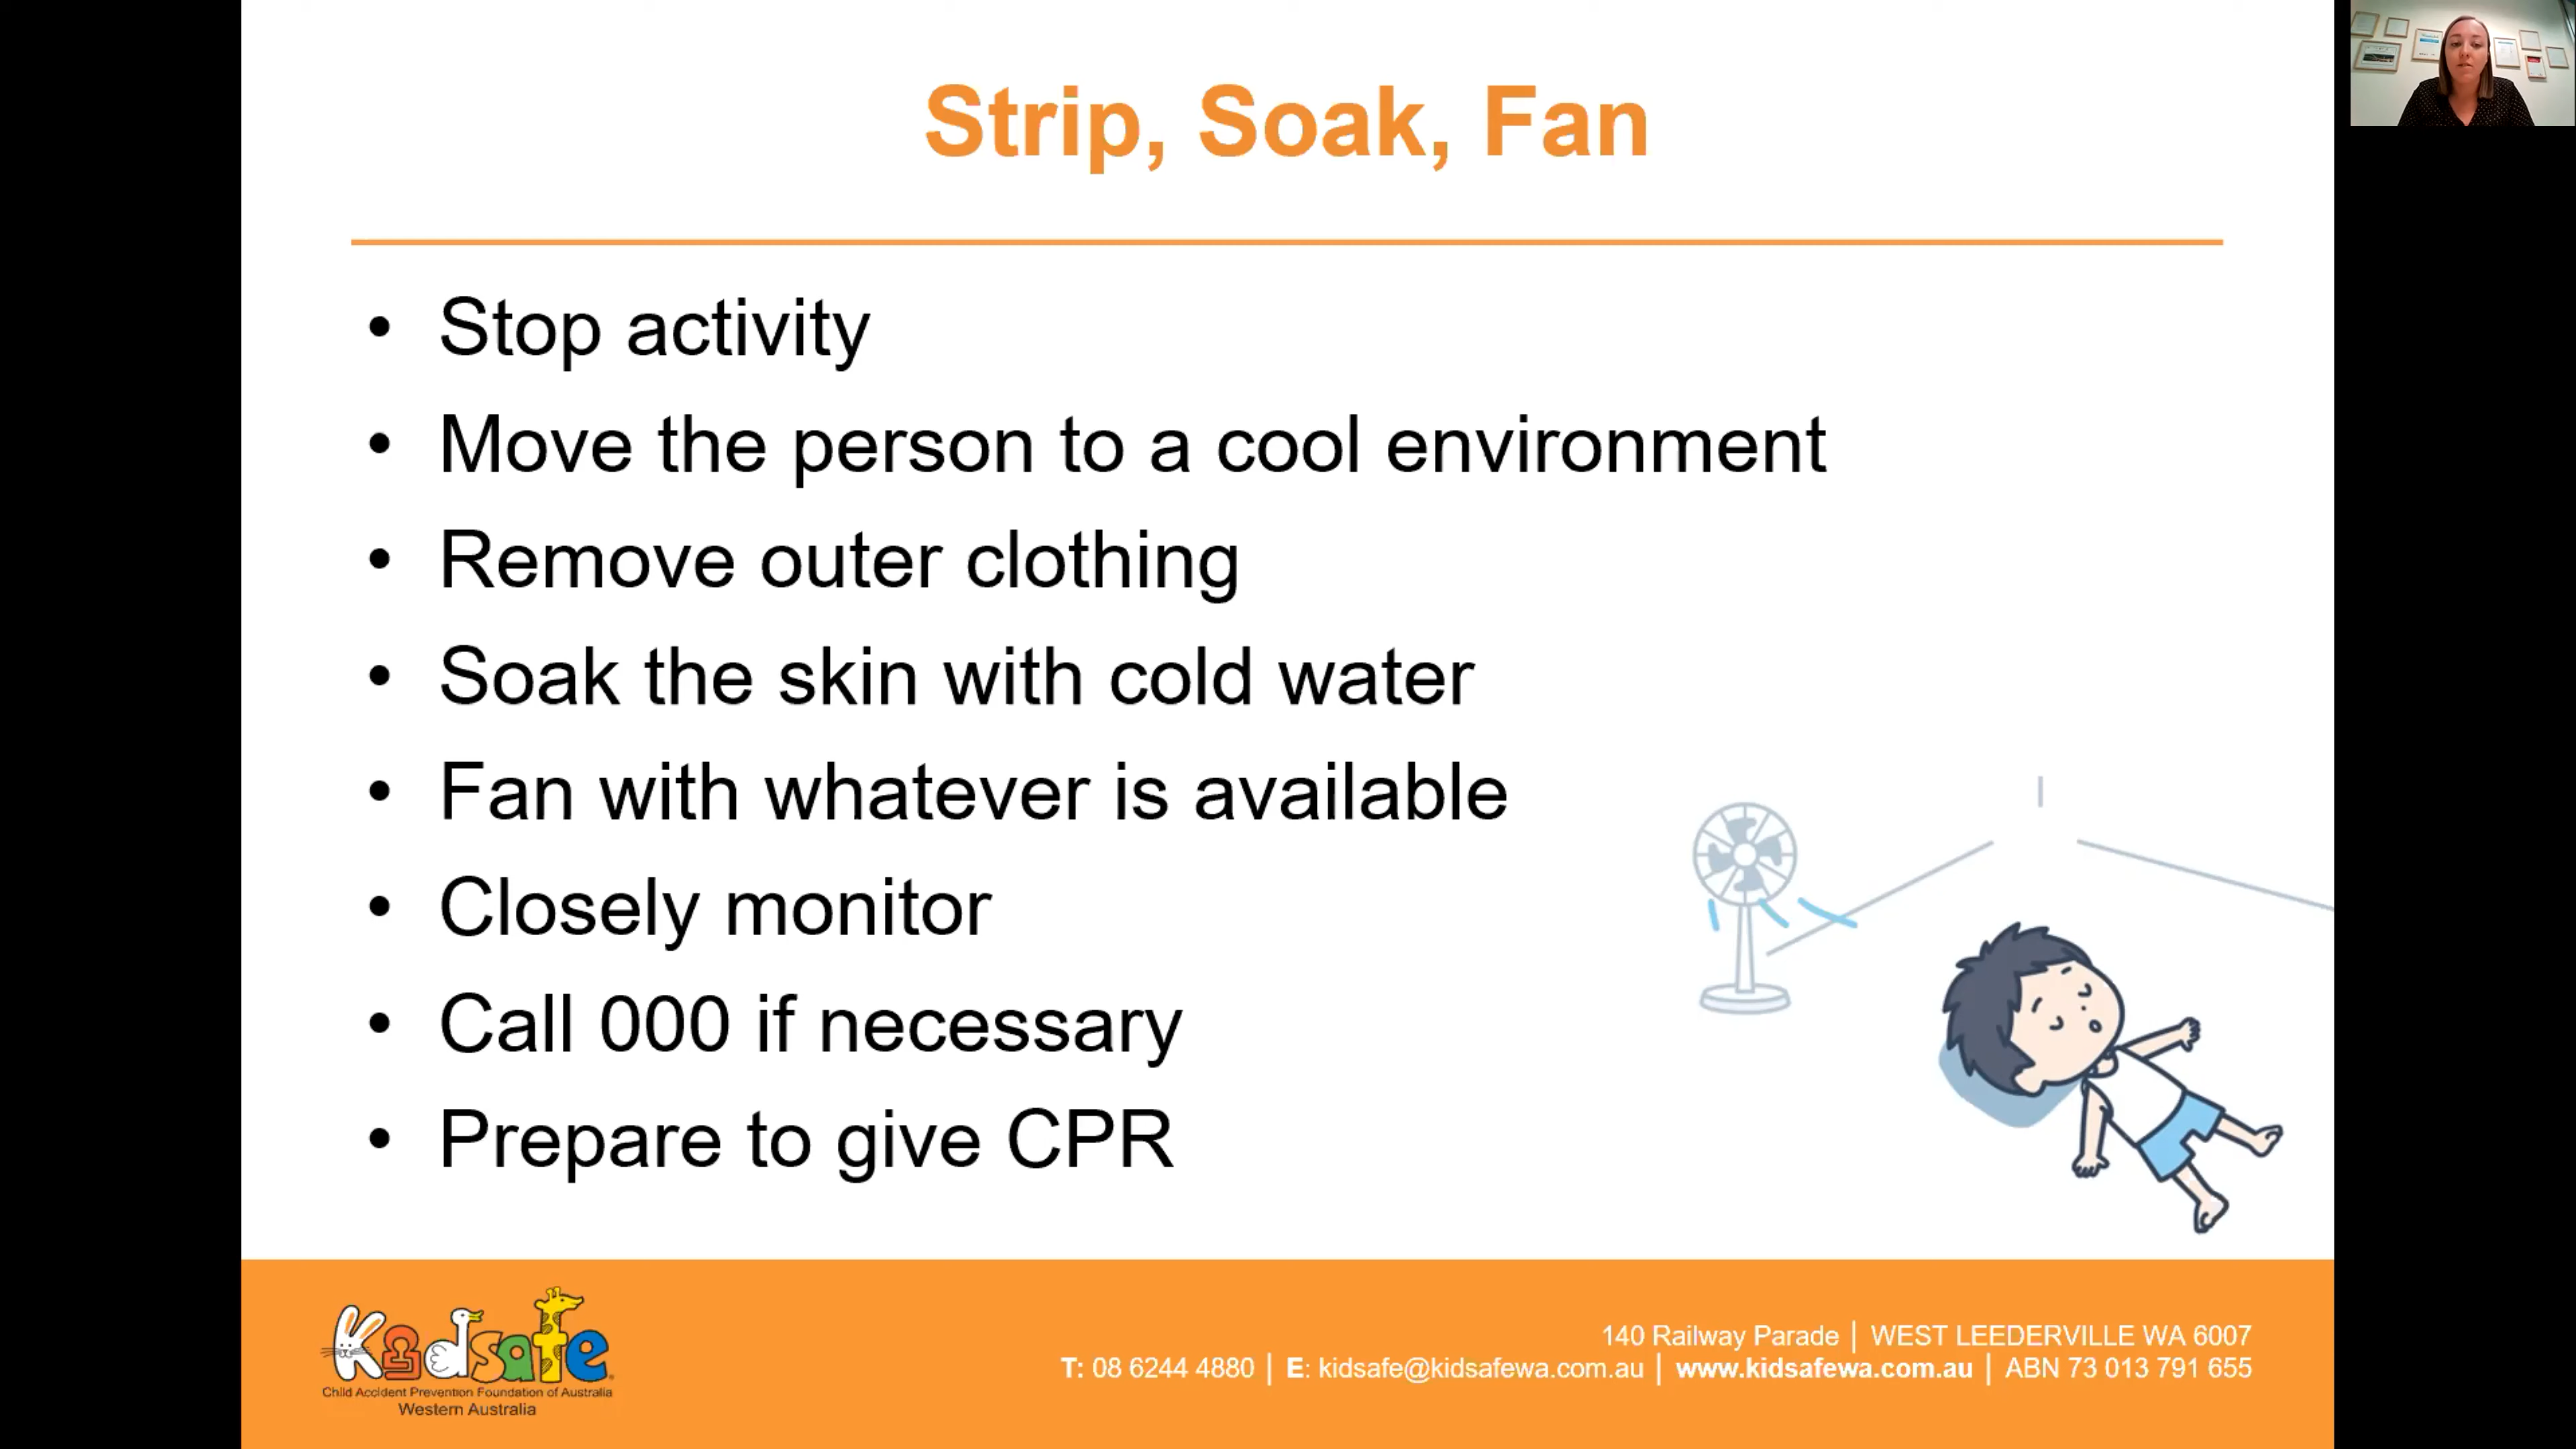 Strip, Soak, Fan
• Stop activity
• Move the person to a cool environment
• Remove outer clothing
• Soak the skin with cold water
• Fan with whatever is available
• Closely monitor
• Call 000 if necessary
• Prepare to give CPR
Kidsafe
Child Accident Prevention Foundation of Australia
Western Australia
140 Railway Parade | WEST LEEDERVILLE WA 6007
T: 08 6244 4880 | E: kidsafe@kidsafewa.com.au | www.kidsafewa.com.au | ABN 73 013 791 655